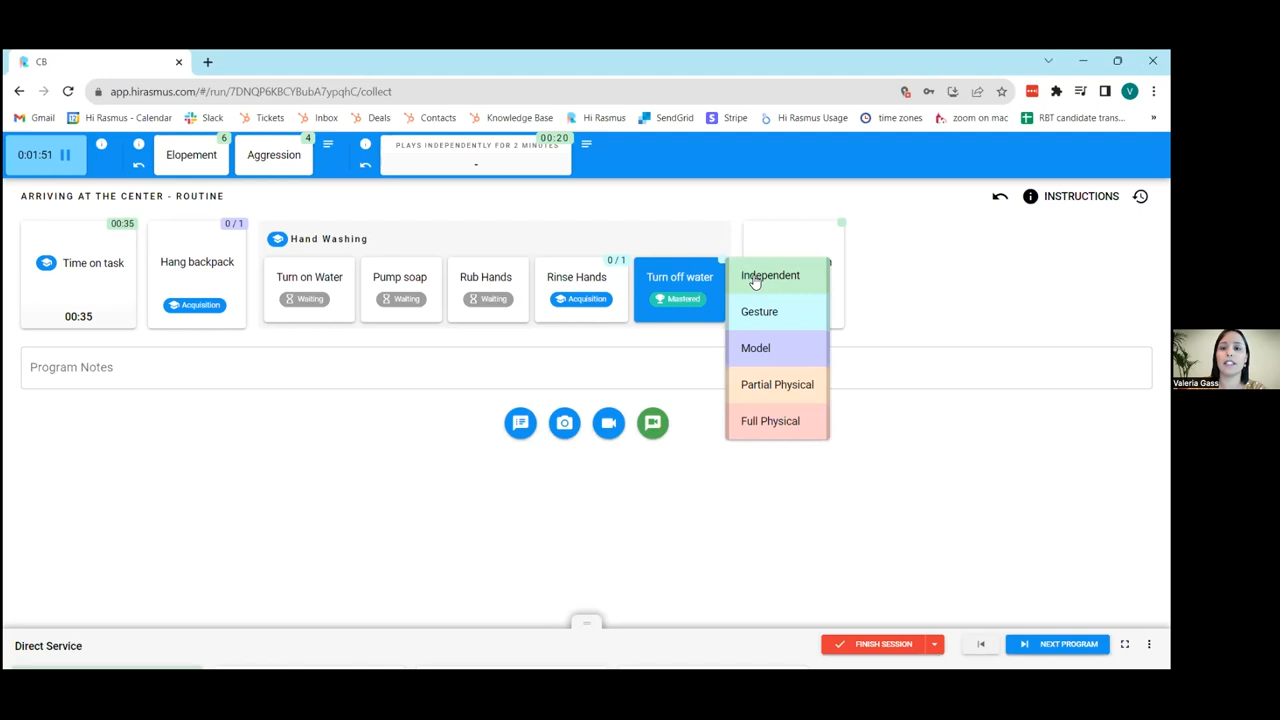 CB
app.hirasmus.com/#/run/7DNQP6KBCYBubA7ypqhC/collect
V
Gmail Hi Rasmus - Calendar Slack Tickets Inbox Deals Contacts Knowledge Base Hi Rasmus SendGrid Stripe Hi Rasmus Usage time zones zoom on mac RBT candidate trans... »
0:01:51
Elopement 6
Aggression 4
00:20
PLAYS INDEPENDENTLY FOR 2 MINUTES
-
ARRIVING AT THE CENTER - ROUTINE
INSTRUCTIONS
00:35
Time on task
00:35
0 / 1
Hang backpack
Acquisition
Hand Washing
Turn on Water
Waiting
Pump soap
Waiting
Rub Hands
Waiting
0 / 1
Rinse Hands
Acquisition
Turn off water
Mastered
Independent
Gesture
Model
Partial Physical
Full Physical
Program Notes
Valeria Gass
Direct Service
FINISH SESSION
NEXT PROGRAM